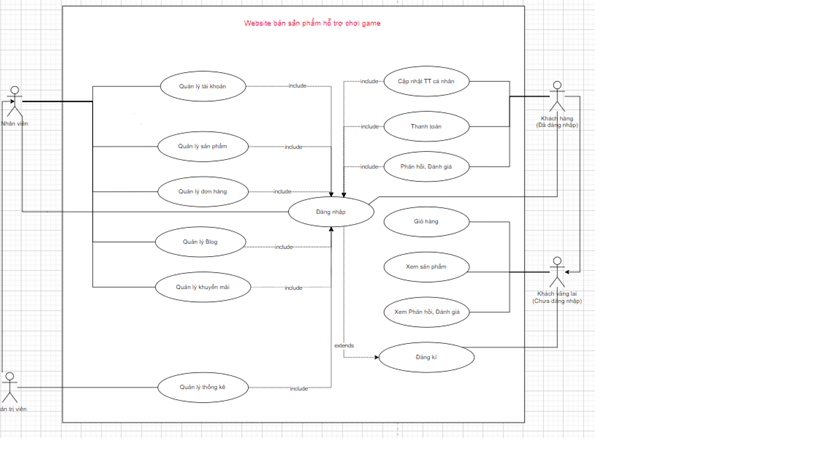 Website bán sản phẩm hỗ trợ chơi game
Quản lý tài khoản
include
include
Cập nhật TT cá nhân
Nhân viên
Khách hàng
(Đã đăng nhập)
include
Thanh toán
Quản lý sản phẩm
include
include
Phản hồi, Đánh giá
Quản lý đơn hàng
include
Đăng nhập
Giỏ hàng
Quản lý Blog
include
Xem sản phẩm
Quản lý khuyến mãi
include
Khách vãng lai
(Chưa đăng nhập)
Xem Phản hồi, Đánh giá
extends
Đăng kí
Quản lý thống kê
include
ản trị viên